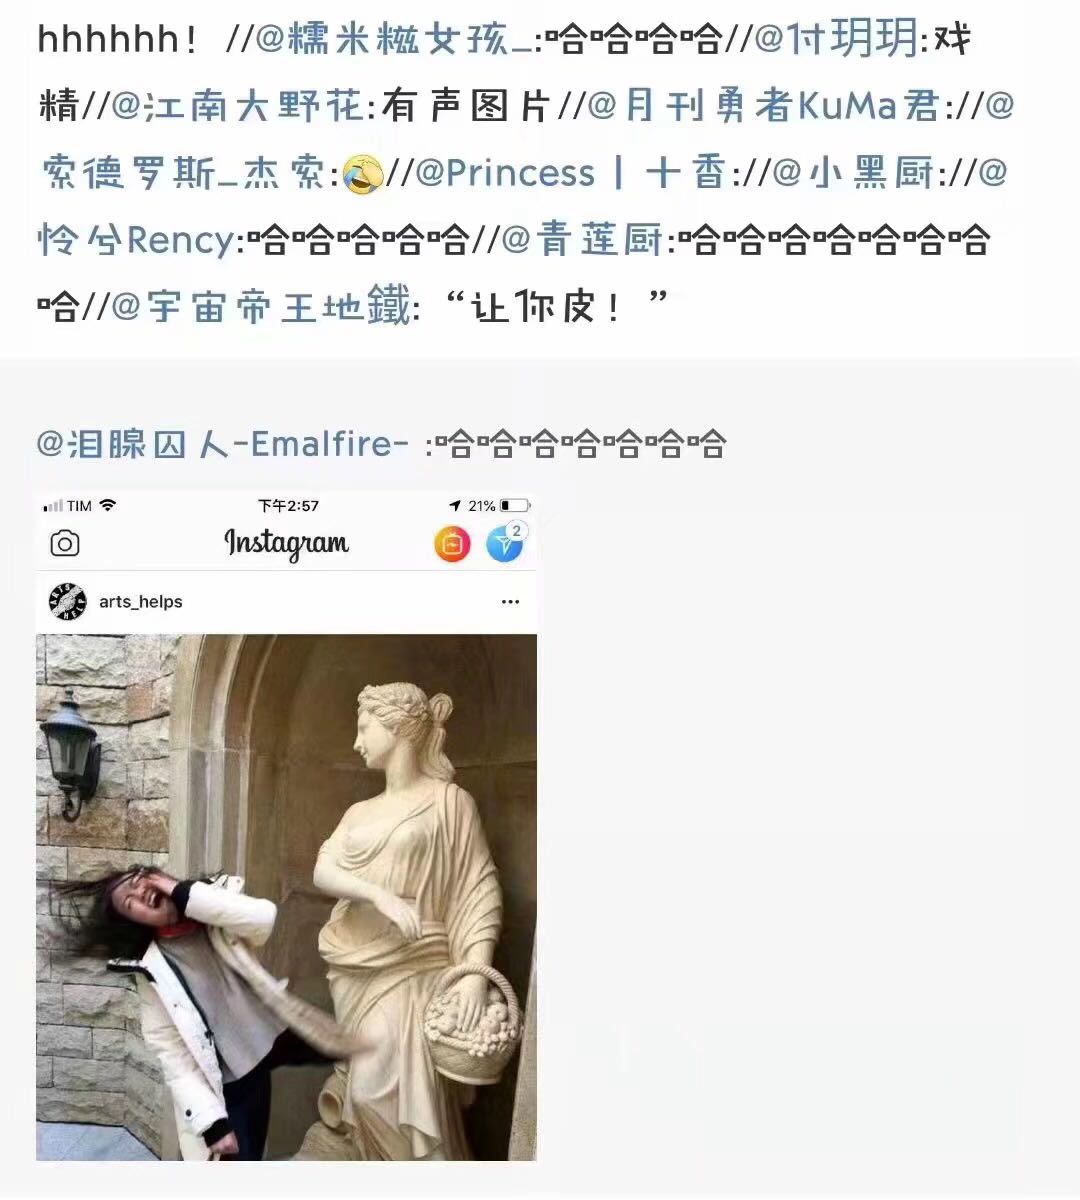 hhhhhh！//@糯米糍女孩_:哈哈哈哈//@付玥玥:戏
精//@江南大野花:有声图片//@月刊勇者KuMa君://@
索德罗斯_杰索:🤣//@Princess丨十香://@小黑厨://@
怜兮Rency:哈哈哈哈哈//@青莲厨:哈哈哈哈哈哈哈
哈//@宇宙帝王地鐵:“让你皮！”
@泪腺囚人-Emalfire- :哈哈哈哈哈哈哈
TIM 下午2:57 21%
Instagram 2
ARTS HELP arts_helps